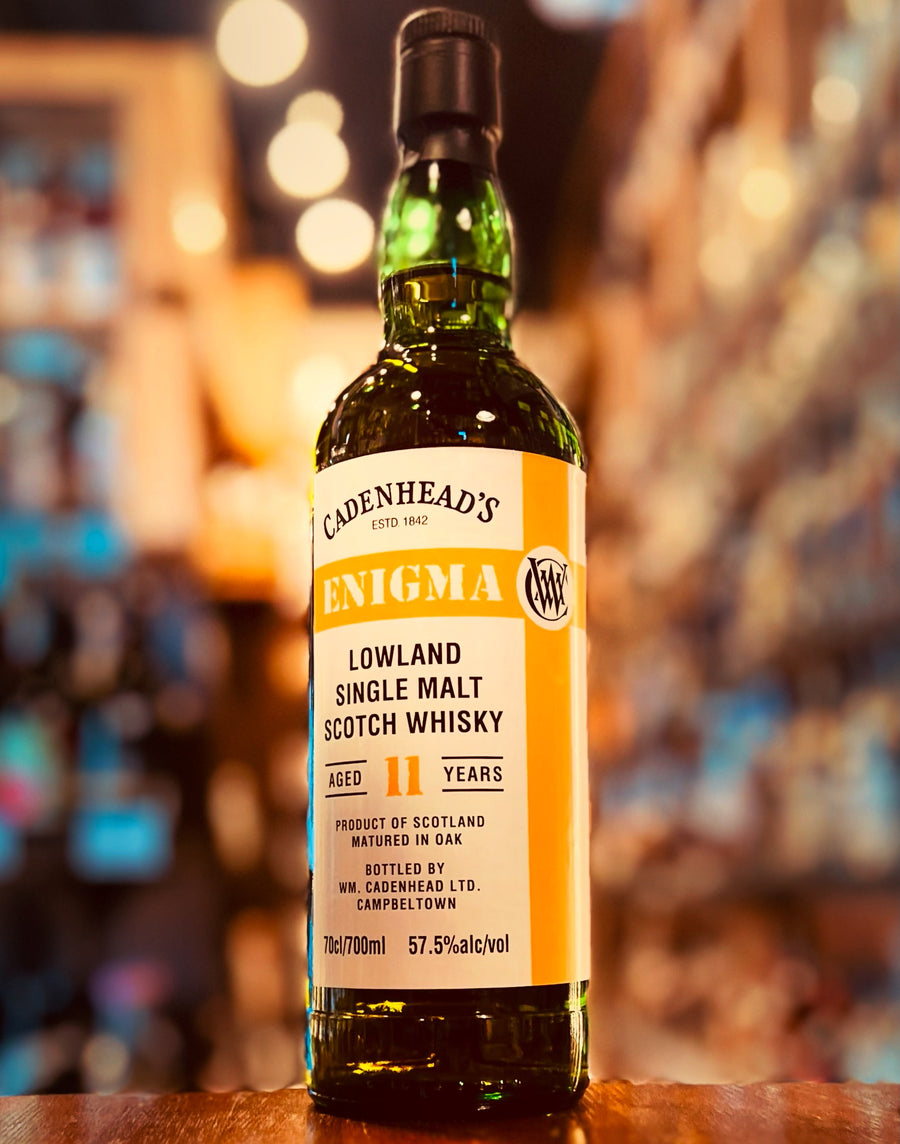 CADENHEAD'S
ESTD 1842
ENIGMA
CWW
LOWLAND
SINGLE MALT
SCOTCH WHISKY
AGED 11 YEARS
PRODUCT OF SCOTLAND
MATURED IN OAK
BOTTLED BY
WM. CADENHEAD LTD.
CAMPBELTOWN
70cl/700ml 57.5%alc/vol